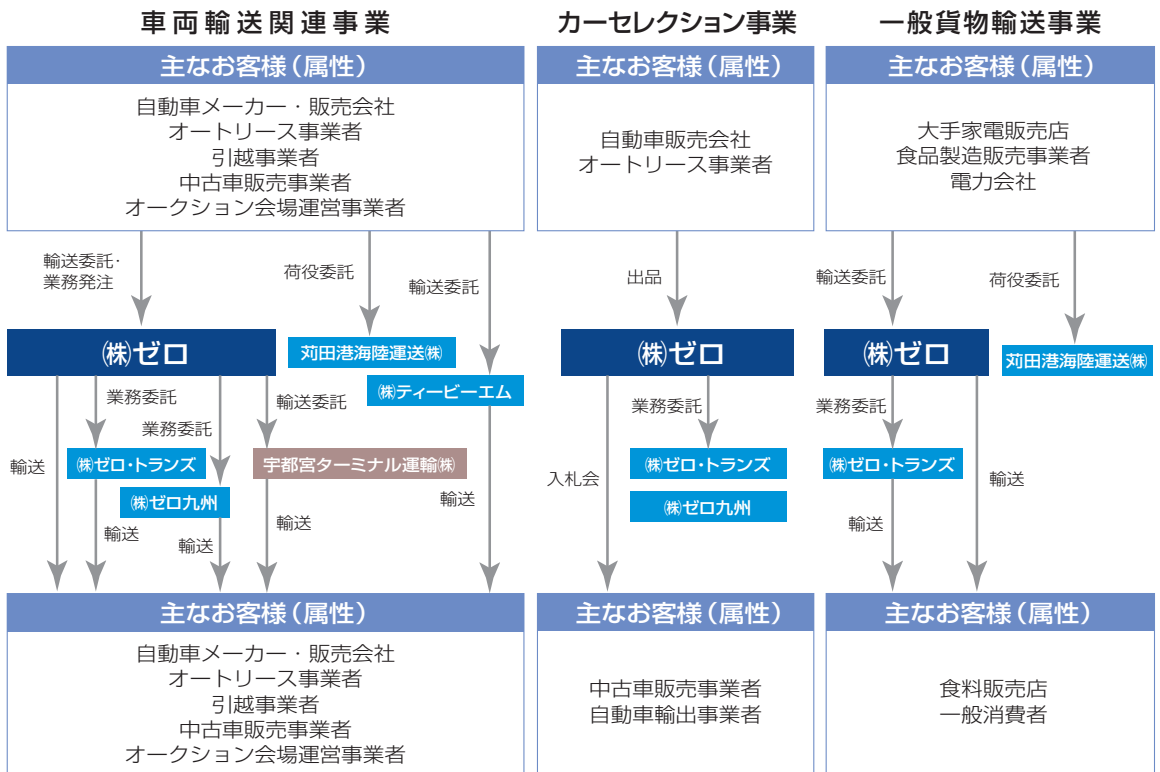 車両輸送関連事業
主なお客様（属性）
自動車メーカー・販売会社
オートリース事業者
引越事業者
中古車販売事業者
オークション会場運営事業者
輸送委託・
業務発注
荷役委託
輸送委託
㈱ゼロ
苅田港海陸運送㈱
㈱ティービーエム
業務委託
業務委託
輸送委託
輸送
㈱ゼロ・トランズ
宇都宮ターミナル運輸㈱
㈱ゼロ九州
輸送
輸送
輸送
輸送
主なお客様（属性）
自動車メーカー・販売会社
オートリース事業者
引越事業者
中古車販売事業者
オークション会場運営事業者
カーセレクション事業
主なお客様（属性）
自動車販売会社
オートリース事業者
出品
㈱ゼロ
業務委託
入札会
㈱ゼロ・トランズ
㈱ゼロ九州
主なお客様（属性）
中古車販売事業者
自動車輸出事業者
一般貨物輸送事業
主なお客様（属性）
大手家電販売店
食品製造販売事業者
電力会社
輸送委託
荷役委託
㈱ゼロ
苅田港海陸運送㈱
業務委託
㈱ゼロ・トランズ
輸送
輸送
主なお客様（属性）
食料販売店
一般消費者